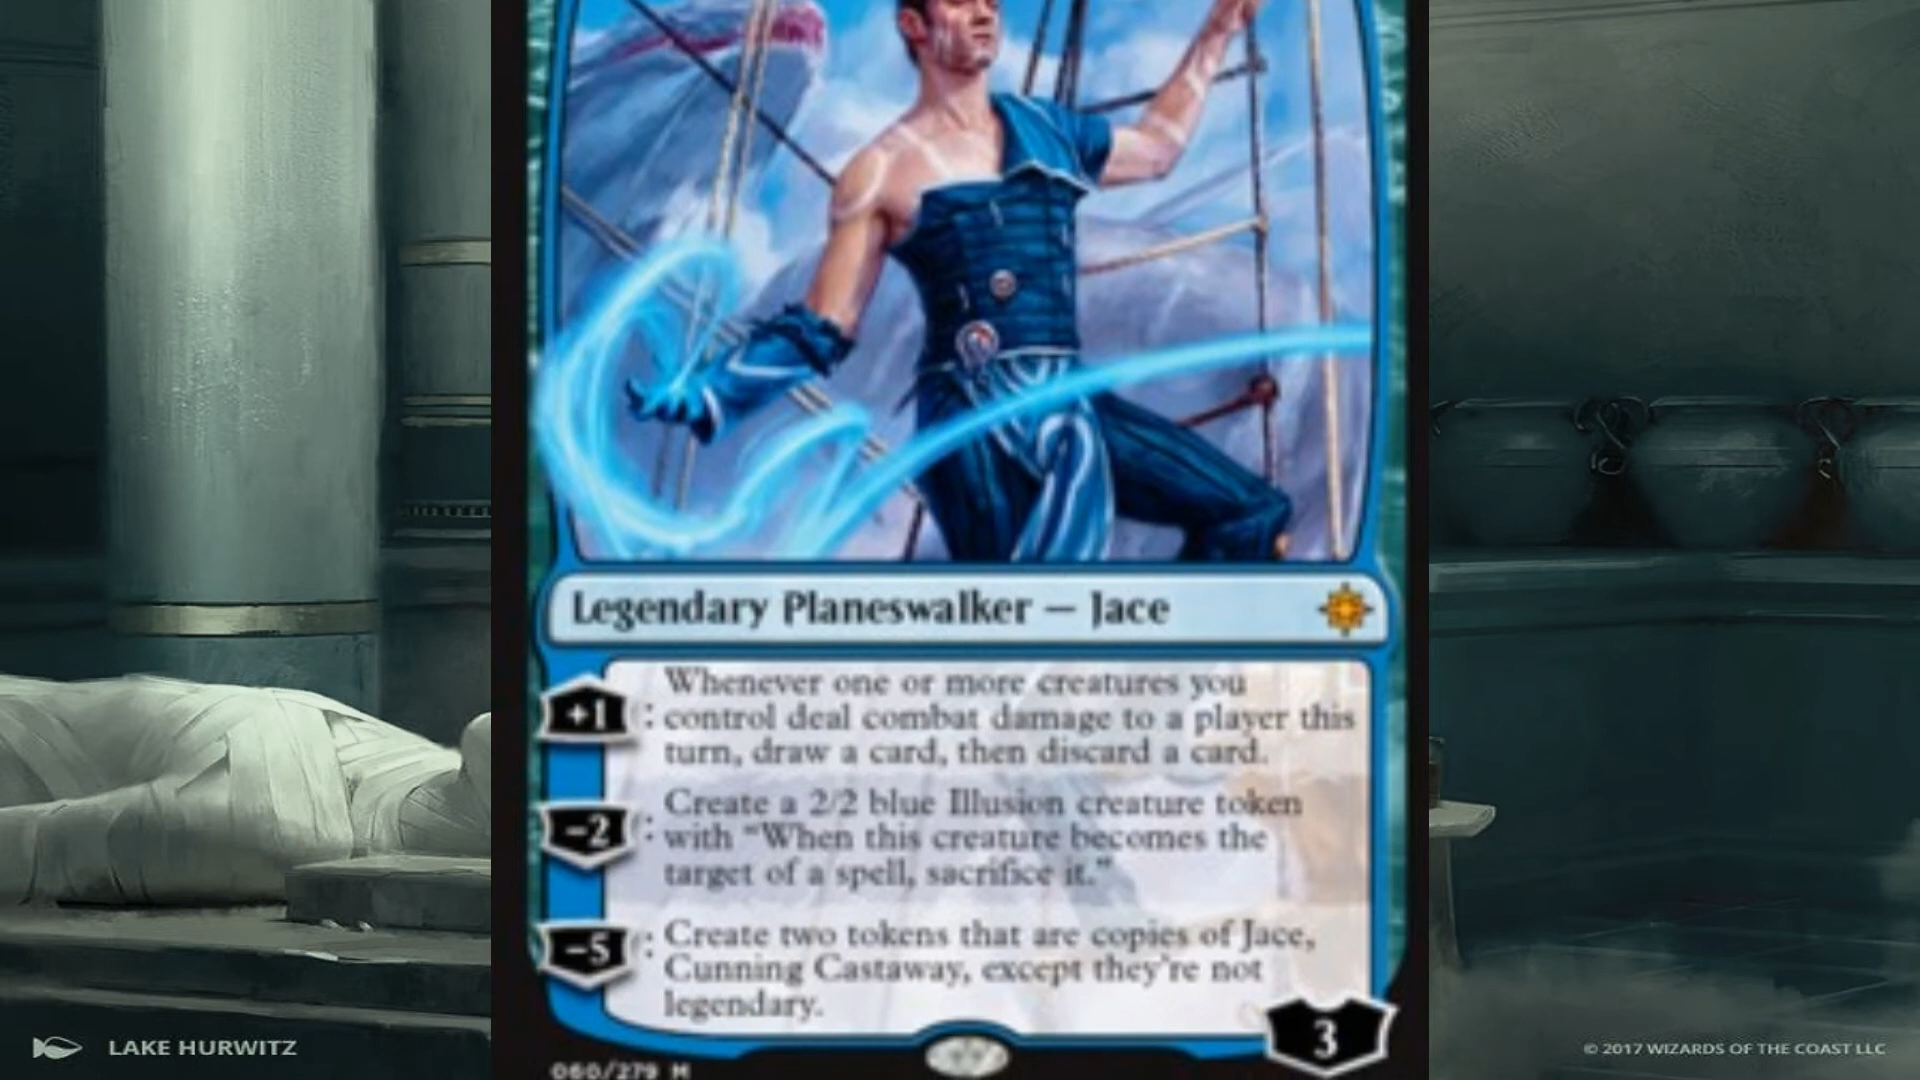 Legendary Planeswalker — Jace
+1: Whenever one or more creatures you
control deal combat damage to a player this
turn, draw a card, then discard a card.
−2: Create a 2/2 blue Illusion creature token
with "When this creature becomes the
target of a spell, sacrifice it."
−5: Create two tokens that are copies of Jace,
Cunning Castaway, except they're not
legendary.
3
060/279 M
LAKE HURWITZ
© 2017 WIZARDS OF THE COAST LLC